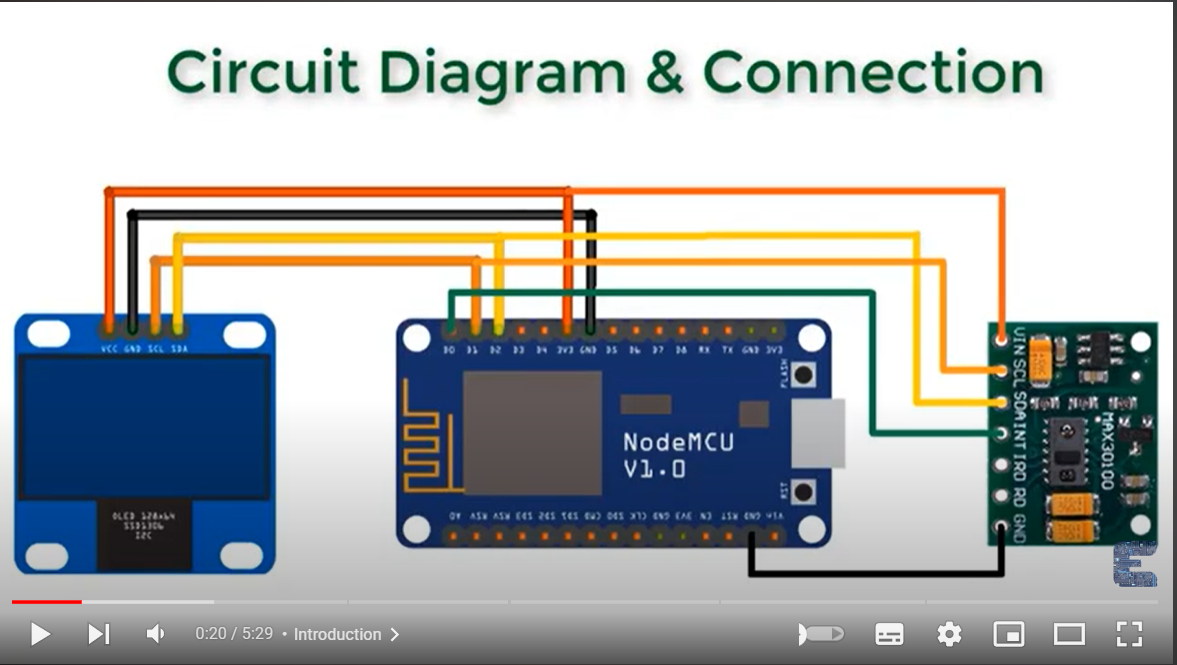 Circuit Diagram & Connection
VCC GND SCL SDA
OLED 128x64
SSD1306
I2C
D0 D1 D2 D3 D4 3V3 GND D5 D6 D7 D8 RX TX GND 3V3
FLASH
NodeMCU
V1.0
RST
A0 RSV RSV SD3 SD2 SD1 CMD SD0 CLK GND 3V3 EN RST GND Vin
VIN SCL SDA INT IRD RD GND
MAX30100
E
0:20 / 5:29 • Introduction